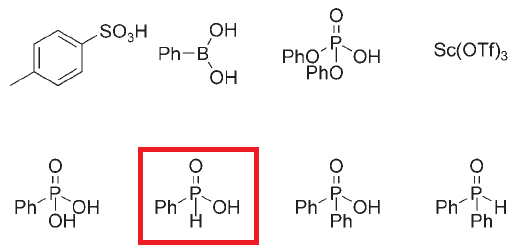 SO₃H
Ph B OH OH
PhO PhO P O OH
Sc(OTf)₃
Ph P O OH OH
Ph P O OH H
Ph P O OH Ph
Ph P O H Ph